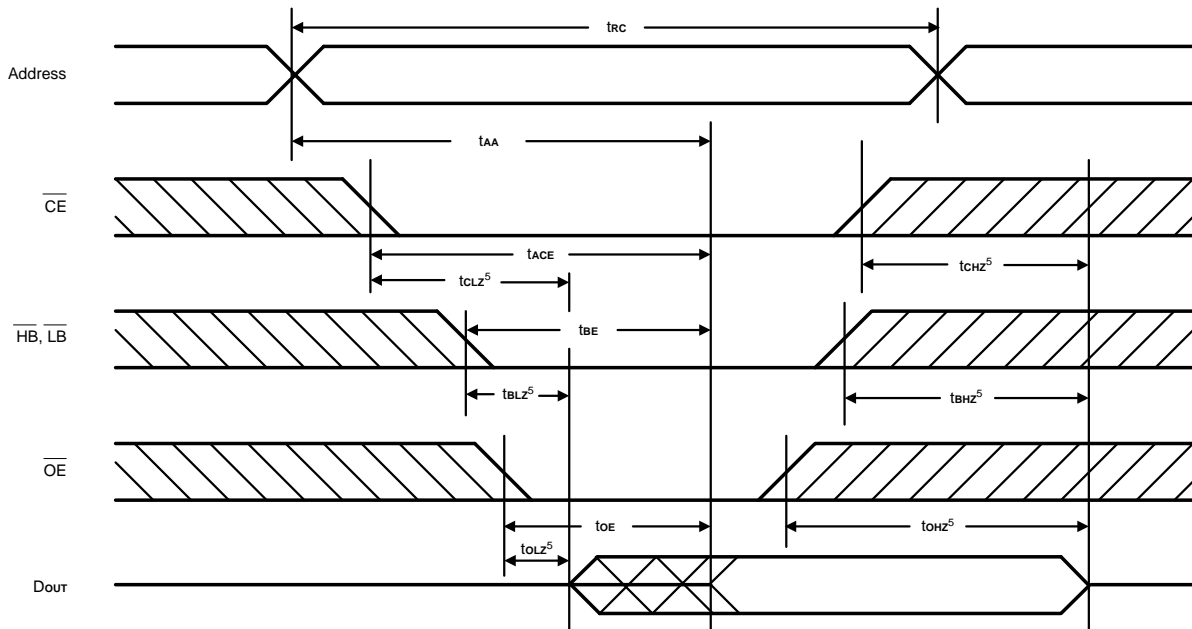 tRC
Address
tAA
CE
tACE
tCLZ5
tCHZ5
HB, LB
tBE
tBLZ5
tBHZ5
OE
tOE
tOHZ5
tOLZ5
DOUT